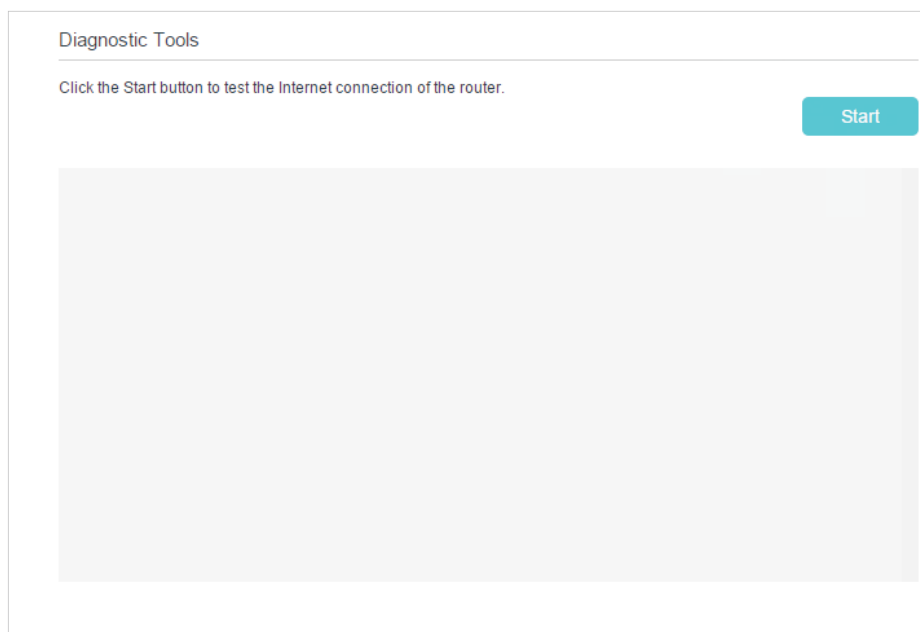 Diagnostic Tools
Click the Start button to test the Internet connection of the router.
Start